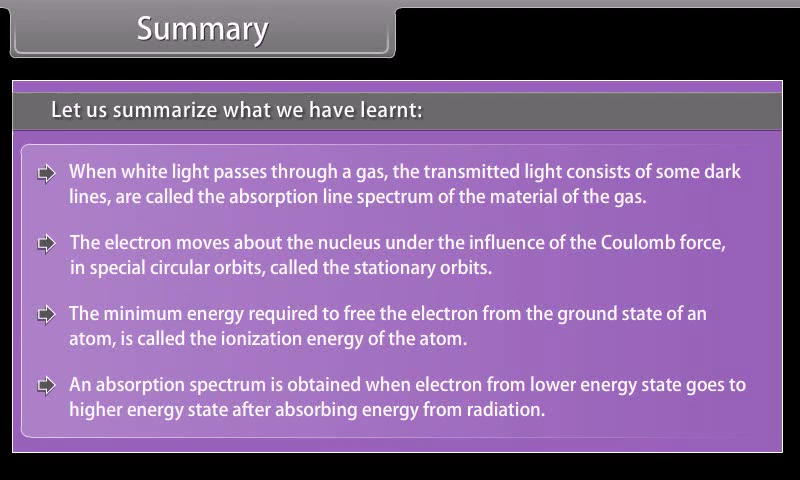 Summary
Let us summarize what we have learnt:
When white light passes through a gas, the transmitted light consists of some dark
lines, are called the absorption line spectrum of the material of the gas.
The electron moves about the nucleus under the influence of the Coulomb force,
in special circular orbits, called the stationary orbits.
The minimum energy required to free the electron from the ground state of an
atom, is called the ionization energy of the atom.
An absorption spectrum is obtained when electron from lower energy state goes to
higher energy state after absorbing energy from radiation.